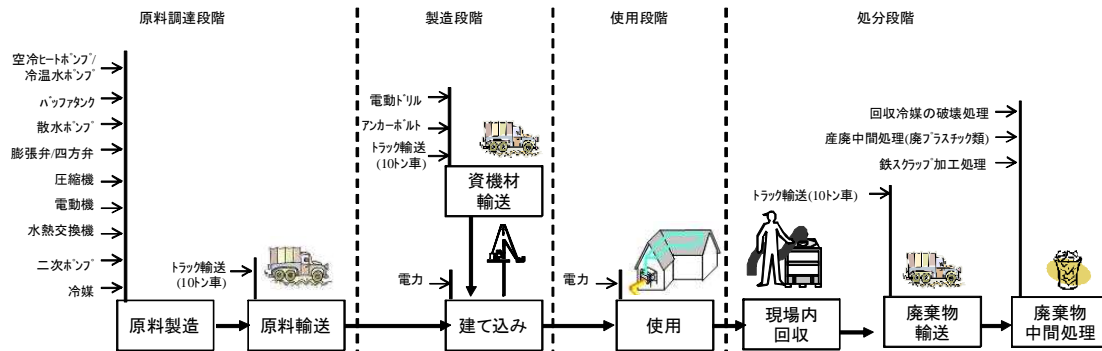 原料調達段階
製造段階
使用段階
処分段階
空冷ヒートポンプ/
冷温水ポンプ
バッファタンク
散水ポンプ
膨張弁/四方弁
圧縮機
電動機
水熱交換機
二次ポンプ
冷媒
トラック輸送
(10トン車)
原料製造
原料輸送
電動ドリル
アンカーボルト
トラック輸送
(10トン車)
資機材
輸送
電力
建て込み
電力
使用
現場内
回収
トラック輸送(10トン車)
廃棄物
輸送
回収冷媒の破壊処理
産廃中間処理(廃プラスチック類)
鉄スクラップ加工処理
廃棄物
中間処理